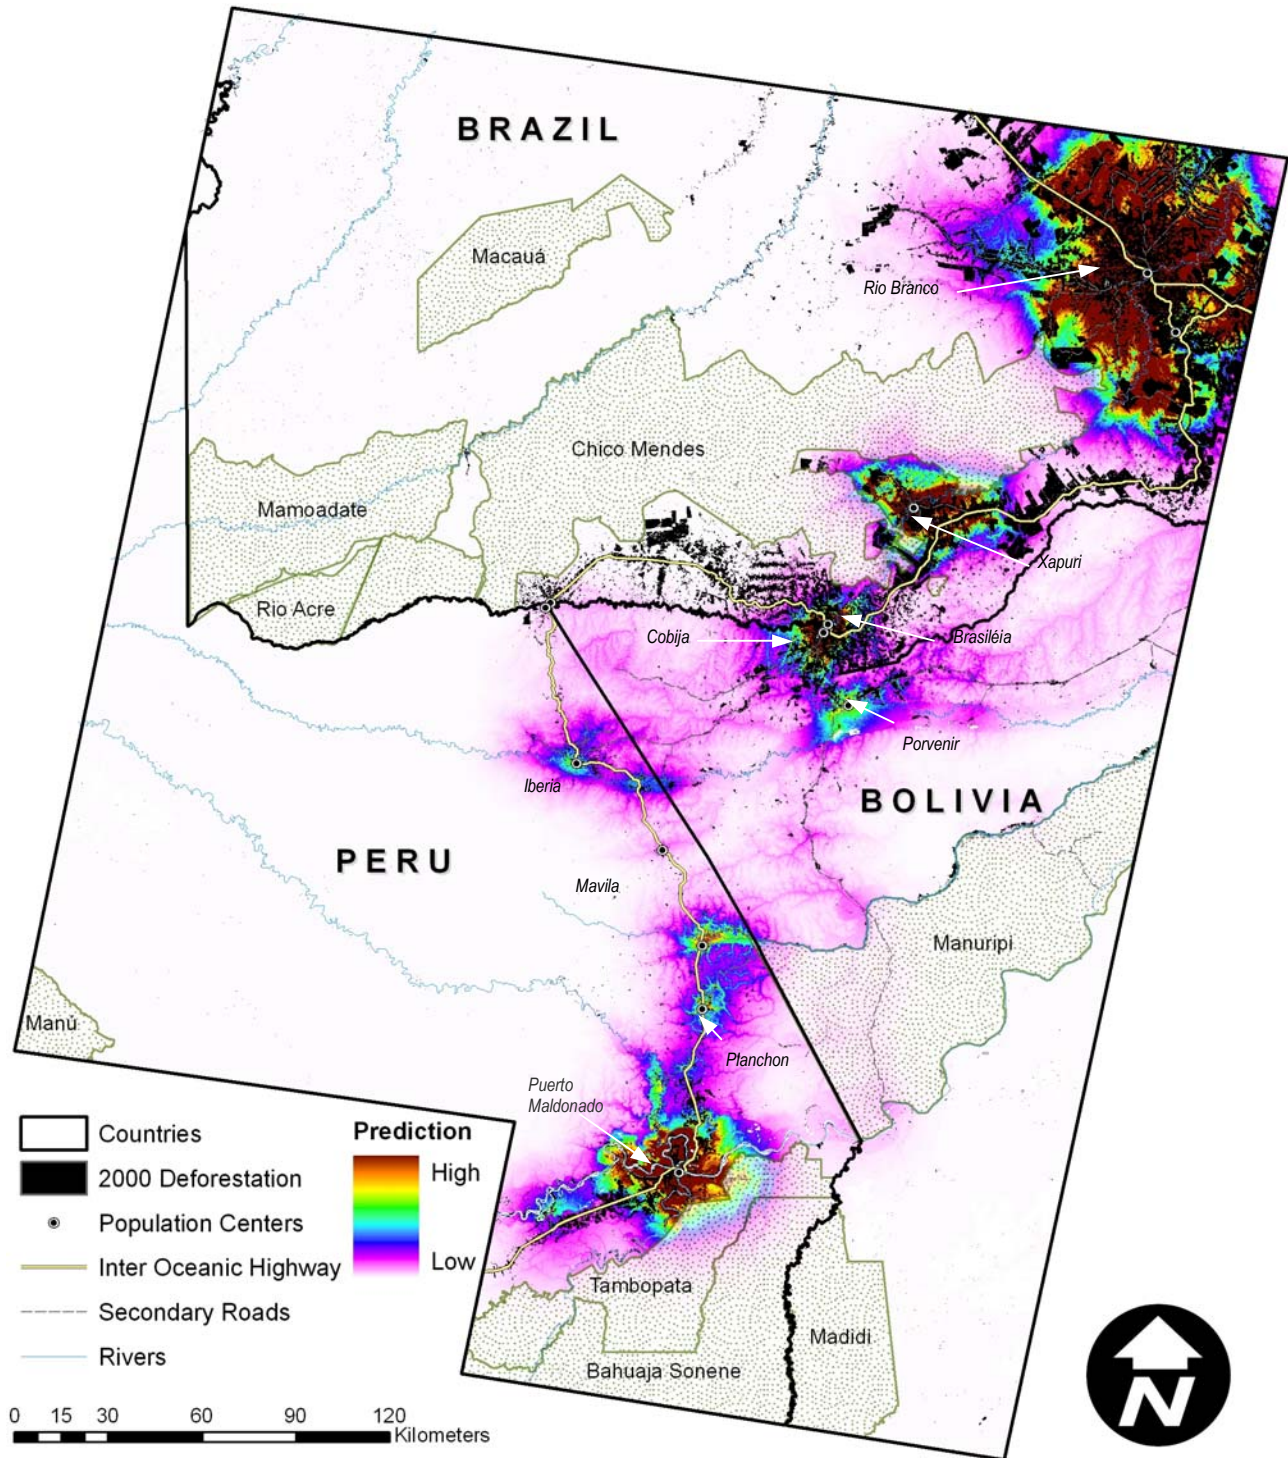 BRAZIL
Macauá
Rio Branco
Chico Mendes
Mamoadate
Xapuri
Rio Acre
Cobija
Brasiléia
Porvenir
Iberia
BOLIVIA
PERU
Mavila
Manuripi
Manú
Planchon
Puerto
Maldonado
Countries
2000 Deforestation
Population Centers
Inter Oceanic Highway
Secondary Roads
Rivers
Prediction
High
Low
Tambopata
Madidi
Bahuaja Sonene
N
0 15 30 60 90 120
Kilometers